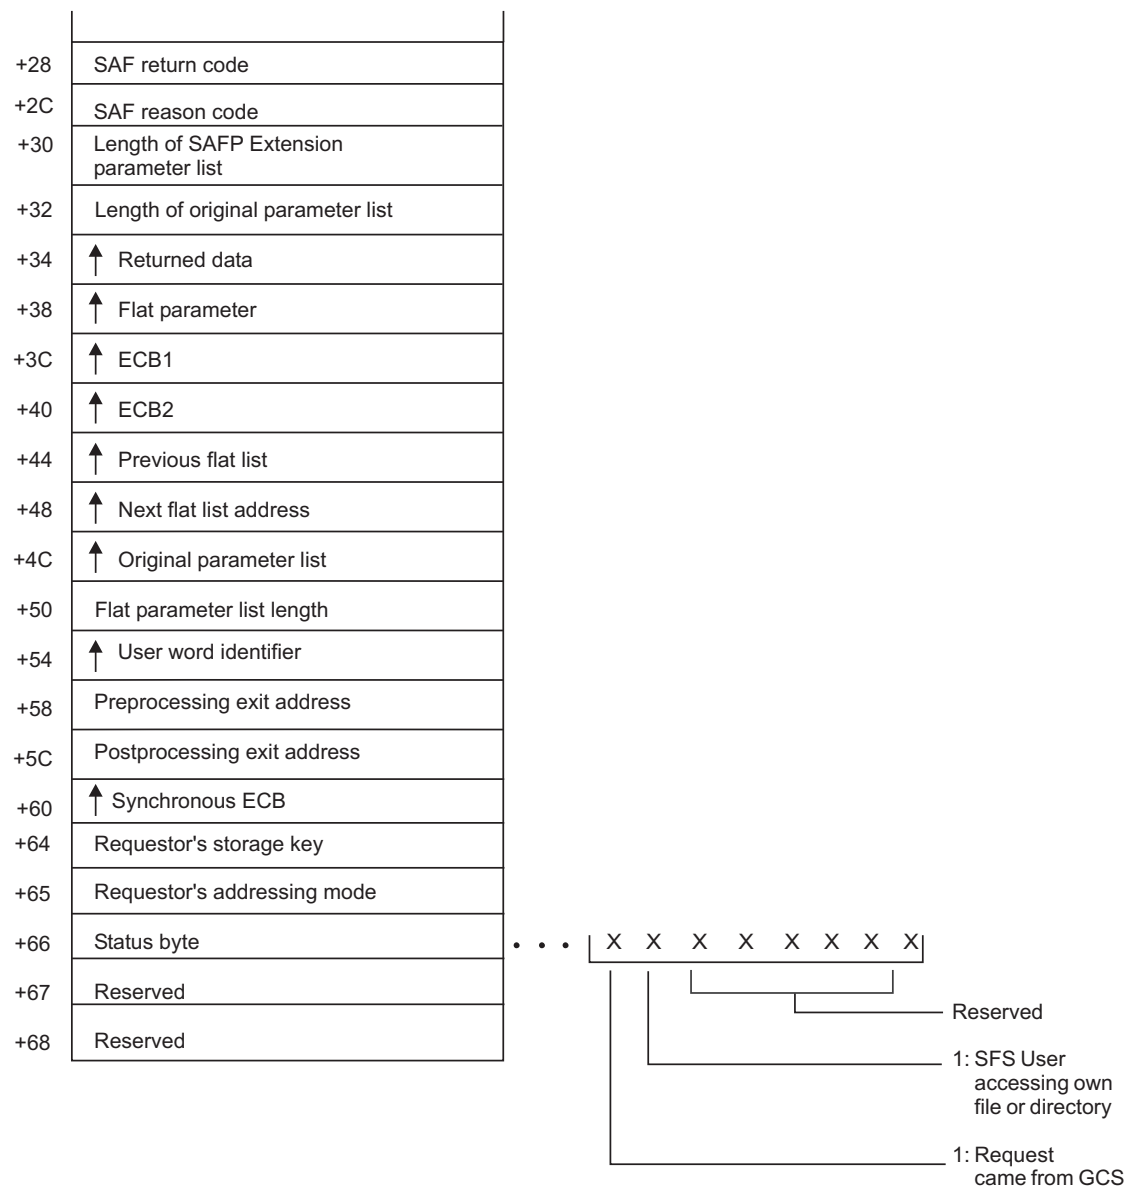 +28 SAF return code
+2C SAF reason code
+30 Length of SAFP Extension
parameter list
+32 Length of original parameter list
+34 Returned data
+38 Flat parameter
+3C ECB1
+40 ECB2
+44 Previous flat list
+48 Next flat list address
+4C Original parameter list
+50 Flat parameter list length
+54 User word identifier
+58 Preprocessing exit address
+5C Postprocessing exit address
+60 Synchronous ECB
+64 Requestor's storage key
+65 Requestor's addressing mode
+66 Status byte . . . X X X X X X X X
+67 Reserved
+68 Reserved
Reserved
1: SFS User
accessing own
file or directory
1: Request
came from GCS